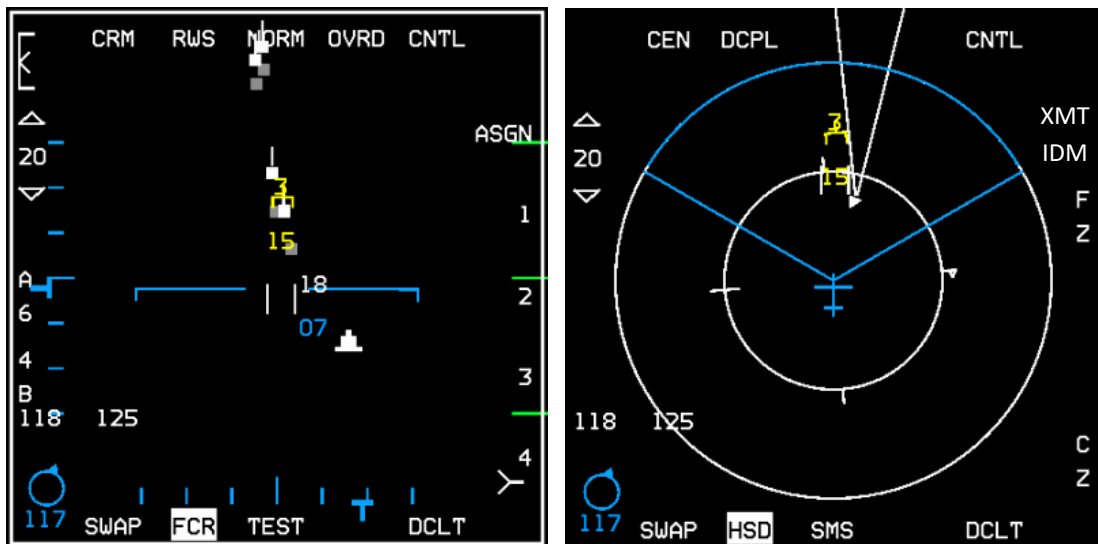 CRM RWS NORM OVRD CNTL
20
ASGN
3
15
1
18
2
A
6
07
4
3
B
118 125
4
117
SWAP FCR TEST DCLT
CEN DCPL CNTL
XMT
3
20
IDM
15
F
Z
118 125
C
Z
117
SWAP HSD SMS DCLT